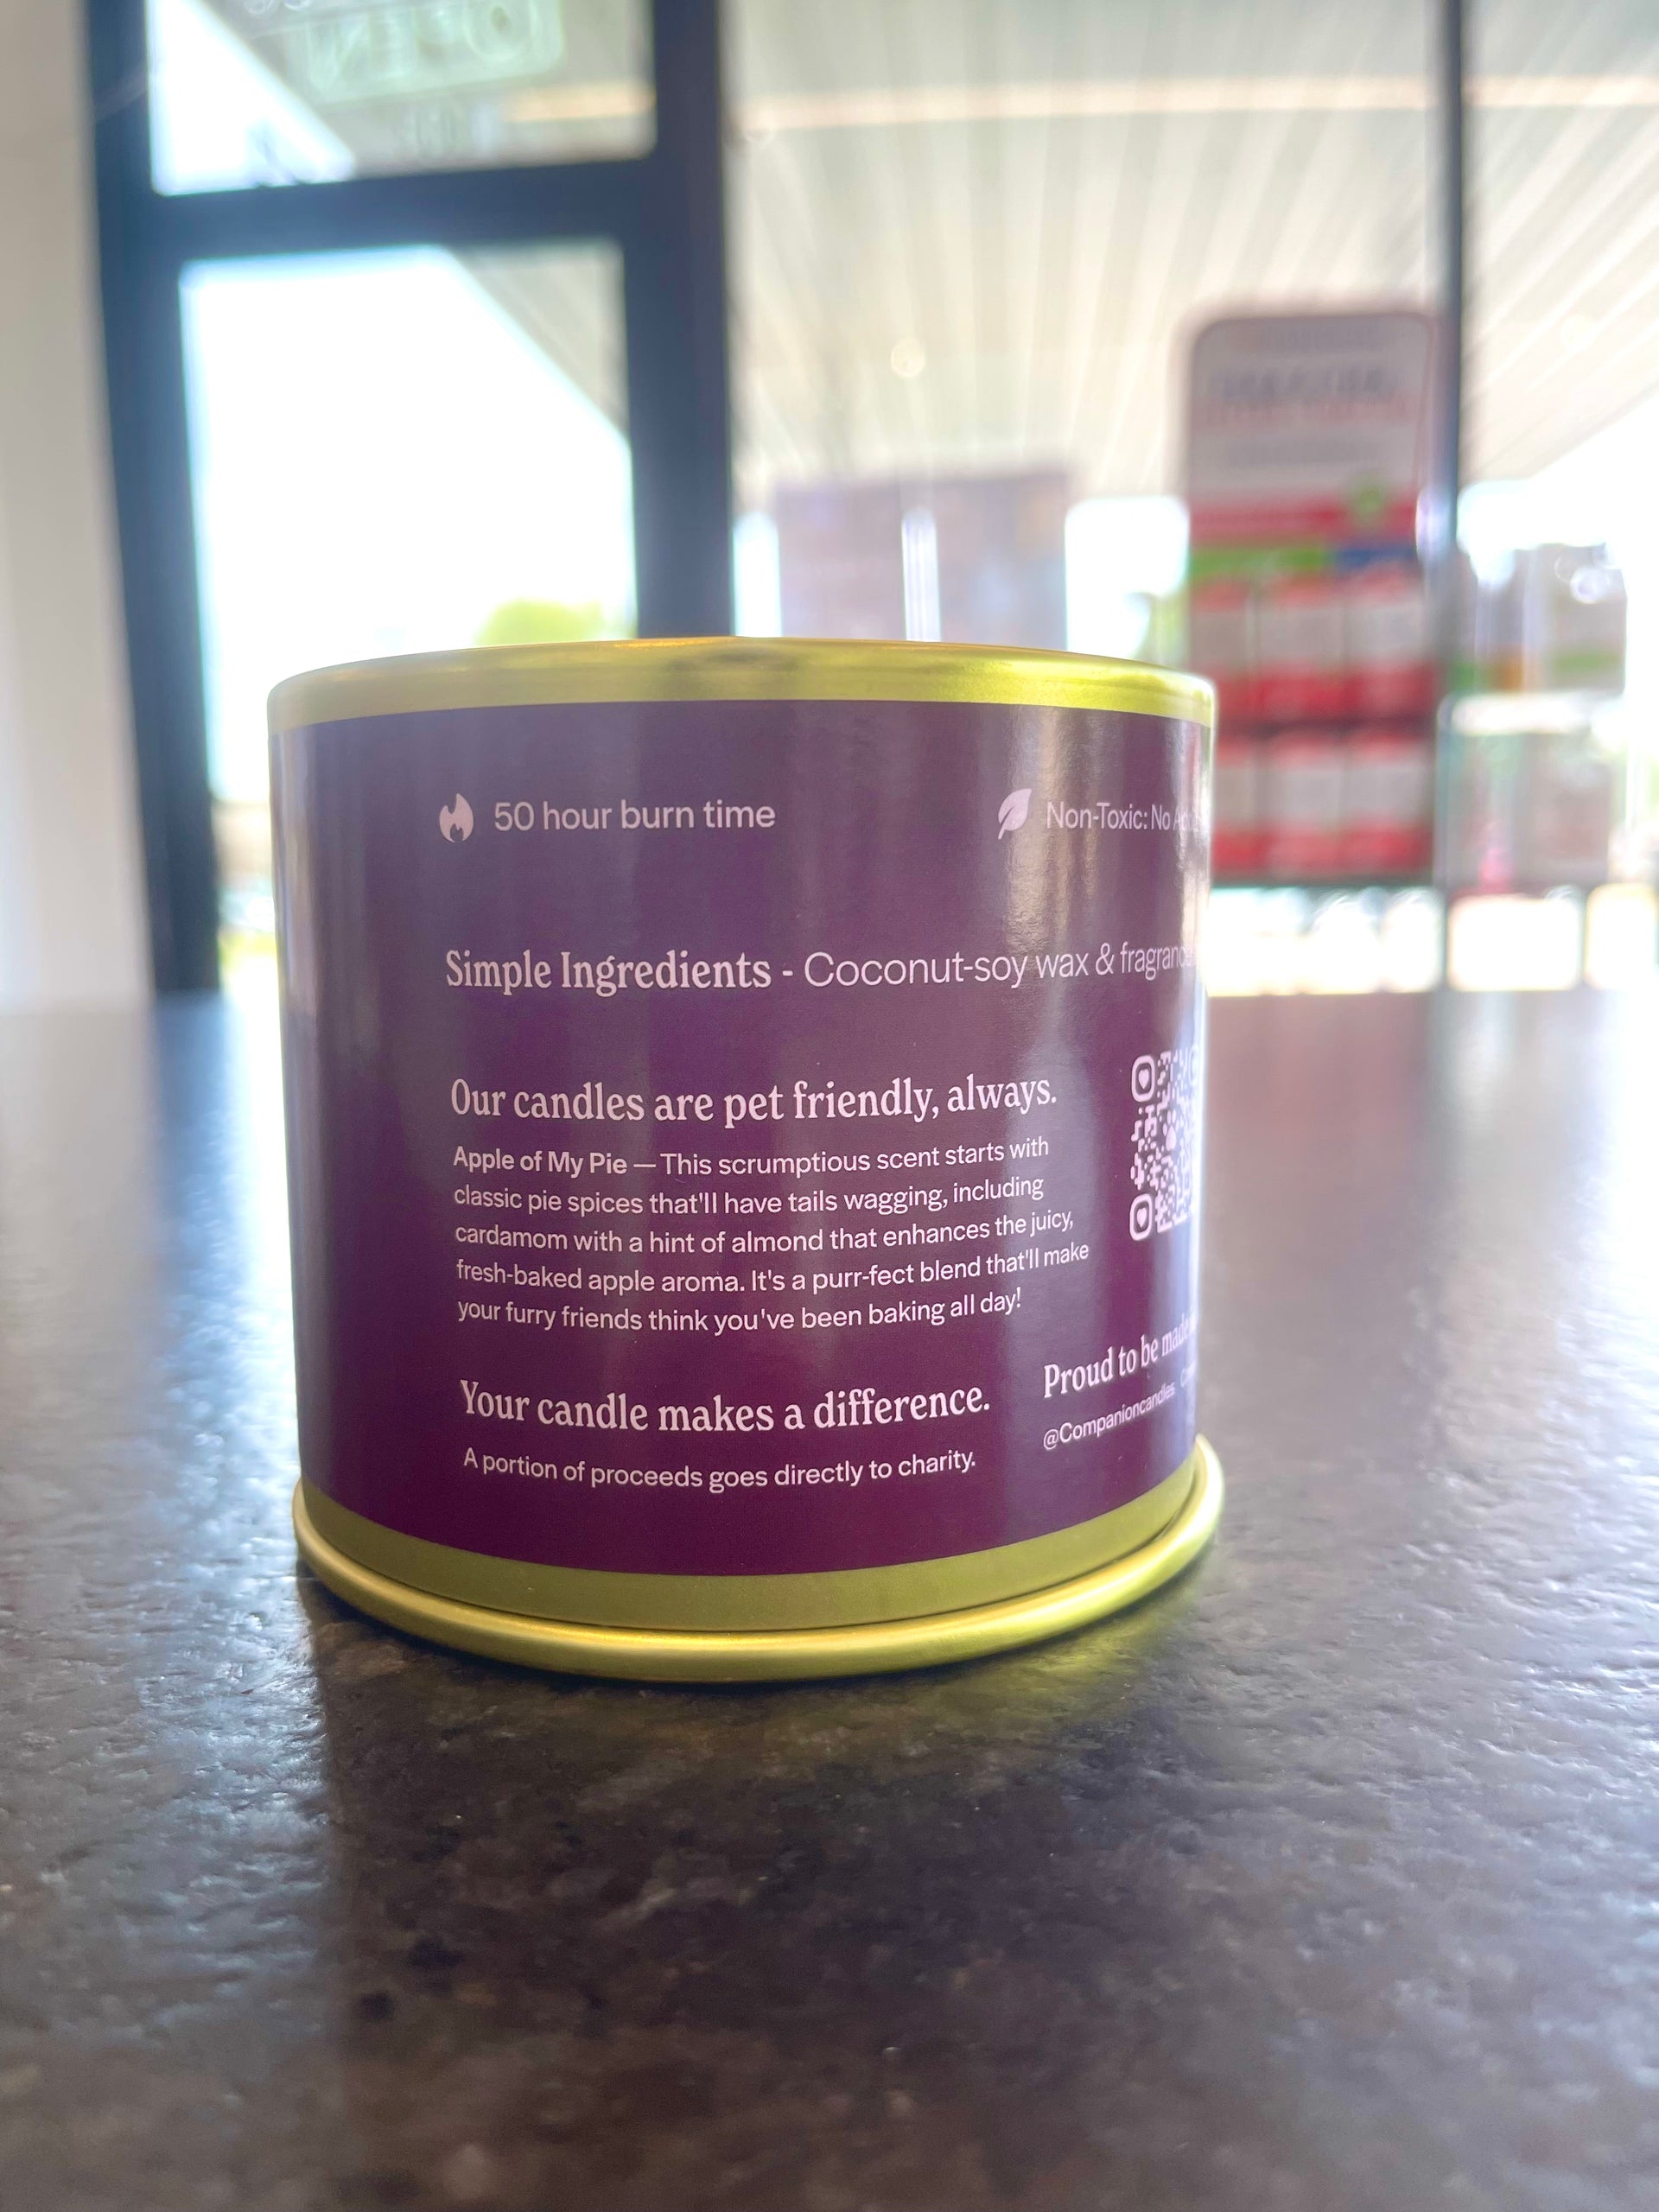 OPEN
50 hour burn time
Non-Toxic: No
Simple Ingredients - Coconut-soy wax & fragrance
Our candles are pet friendly, always.
Apple of My Pie — This scrumptious scent starts with
classic pie spices that'll have tails wagging, including
cardamom with a hint of almond that enhances the juicy,
fresh-baked apple aroma. It's a purr-fect blend that'll make
your furry friends think you've been baking all day!
Proud to be made
Your candle makes a difference.
@Companioncandles
A portion of proceeds goes directly to charity.